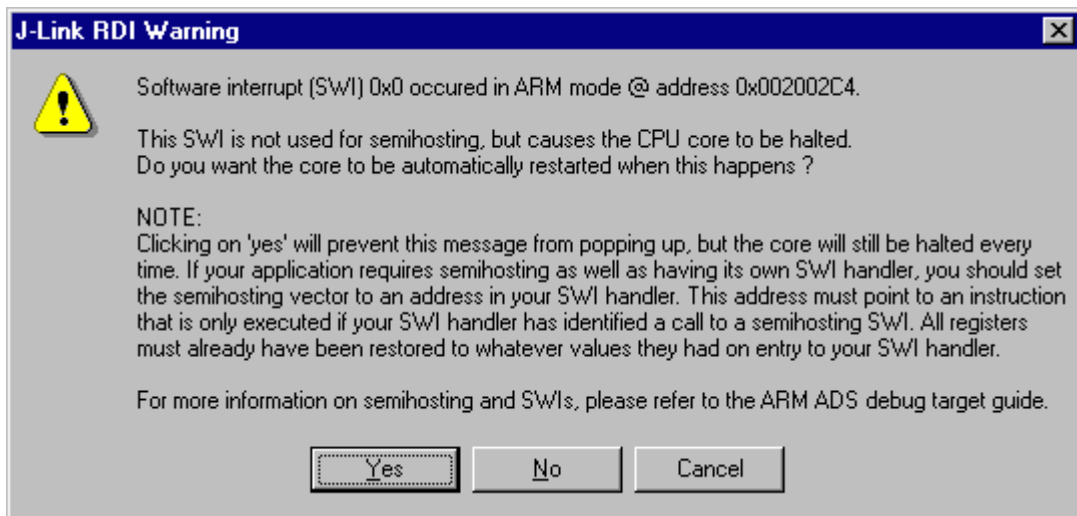 J-Link RDI Warning
Software interrupt (SWI) 0x0 occured in ARM mode @ address 0x002002C4.
This SWI is not used for semihosting, but causes the CPU core to be halted.
Do you want the core to be automatically restarted when this happens ?
NOTE:
Clicking on 'yes' will prevent this message from popping up, but the core will still be halted every
time. If your application requires semihosting as well as having its own SWI handler, you should set
the semihosting vector to an address in your SWI handler. This address must point to an instruction
that is only executed if your SWI handler has identified a call to a semihosting SWI. All registers
must already have been restored to whatever values they had on entry to your SWI handler.
For more information on semihosting and SWIs, please refer to the ARM ADS debug target guide.
Yes No Cancel